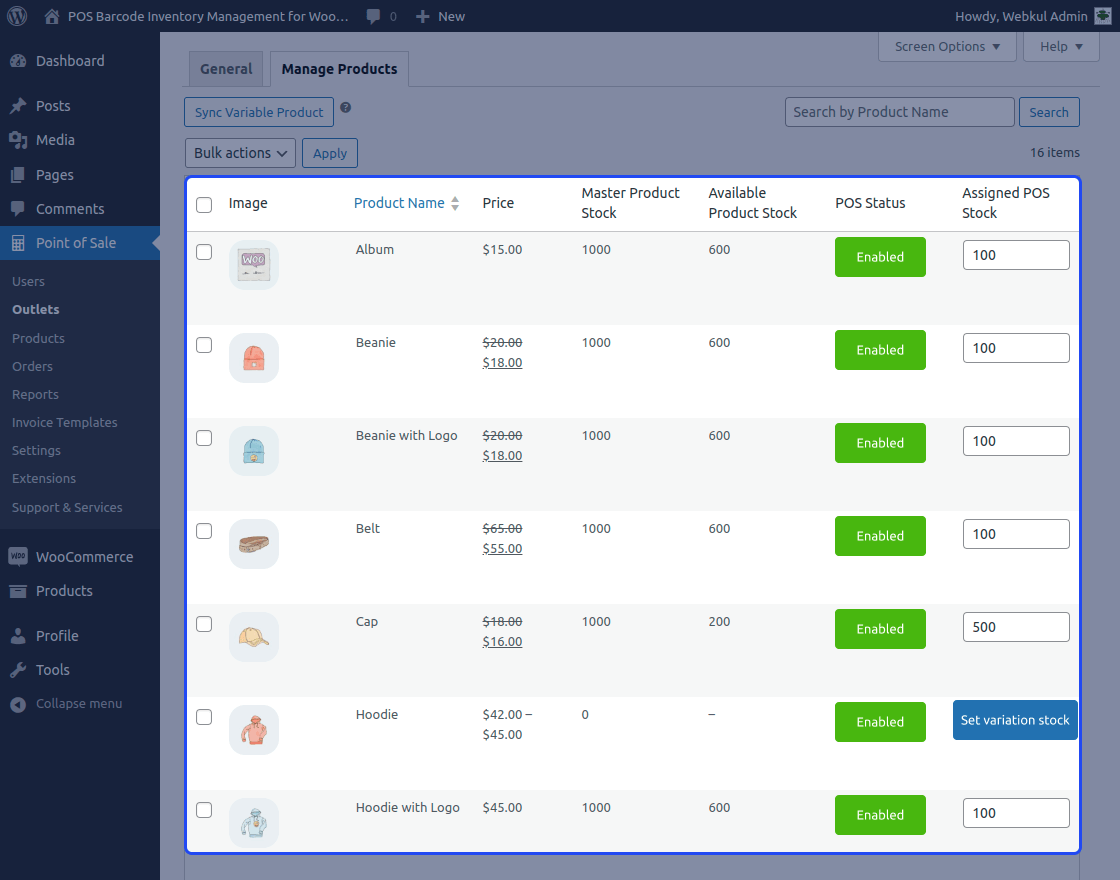 POS Barcode Inventory Management for Woo… 0 New Howdy, Webkul Admin
Dashboard
Posts
Media
Pages
Comments
Point of Sale
Users
Outlets
Products
Orders
Reports
Invoice Templates
Settings
Extensions
Support & Services
WooCommerce
Products
Profile
Tools
Collapse menu
Screen Options Help
General Manage Products
Sync Variable Product Search by Product Name Search
Bulk actions Apply 16 items
Image Product Name Price Master Product Stock Available Product Stock POS Status Assigned POS Stock
WOO Album $15.00 1000 600 Enabled 100
Beanie $20.00 1000 600 Enabled 100
$18.00
Beanie with Logo $20.00 1000 600 Enabled 100
$18.00
Belt $65.00 1000 600 Enabled 100
$55.00
Cap $18.00 1000 200 Enabled 500
$16.00
Hoodie $42.00 – 0 – Enabled Set variation stock
$45.00
Hoodie with Logo $45.00 1000 600 Enabled 100